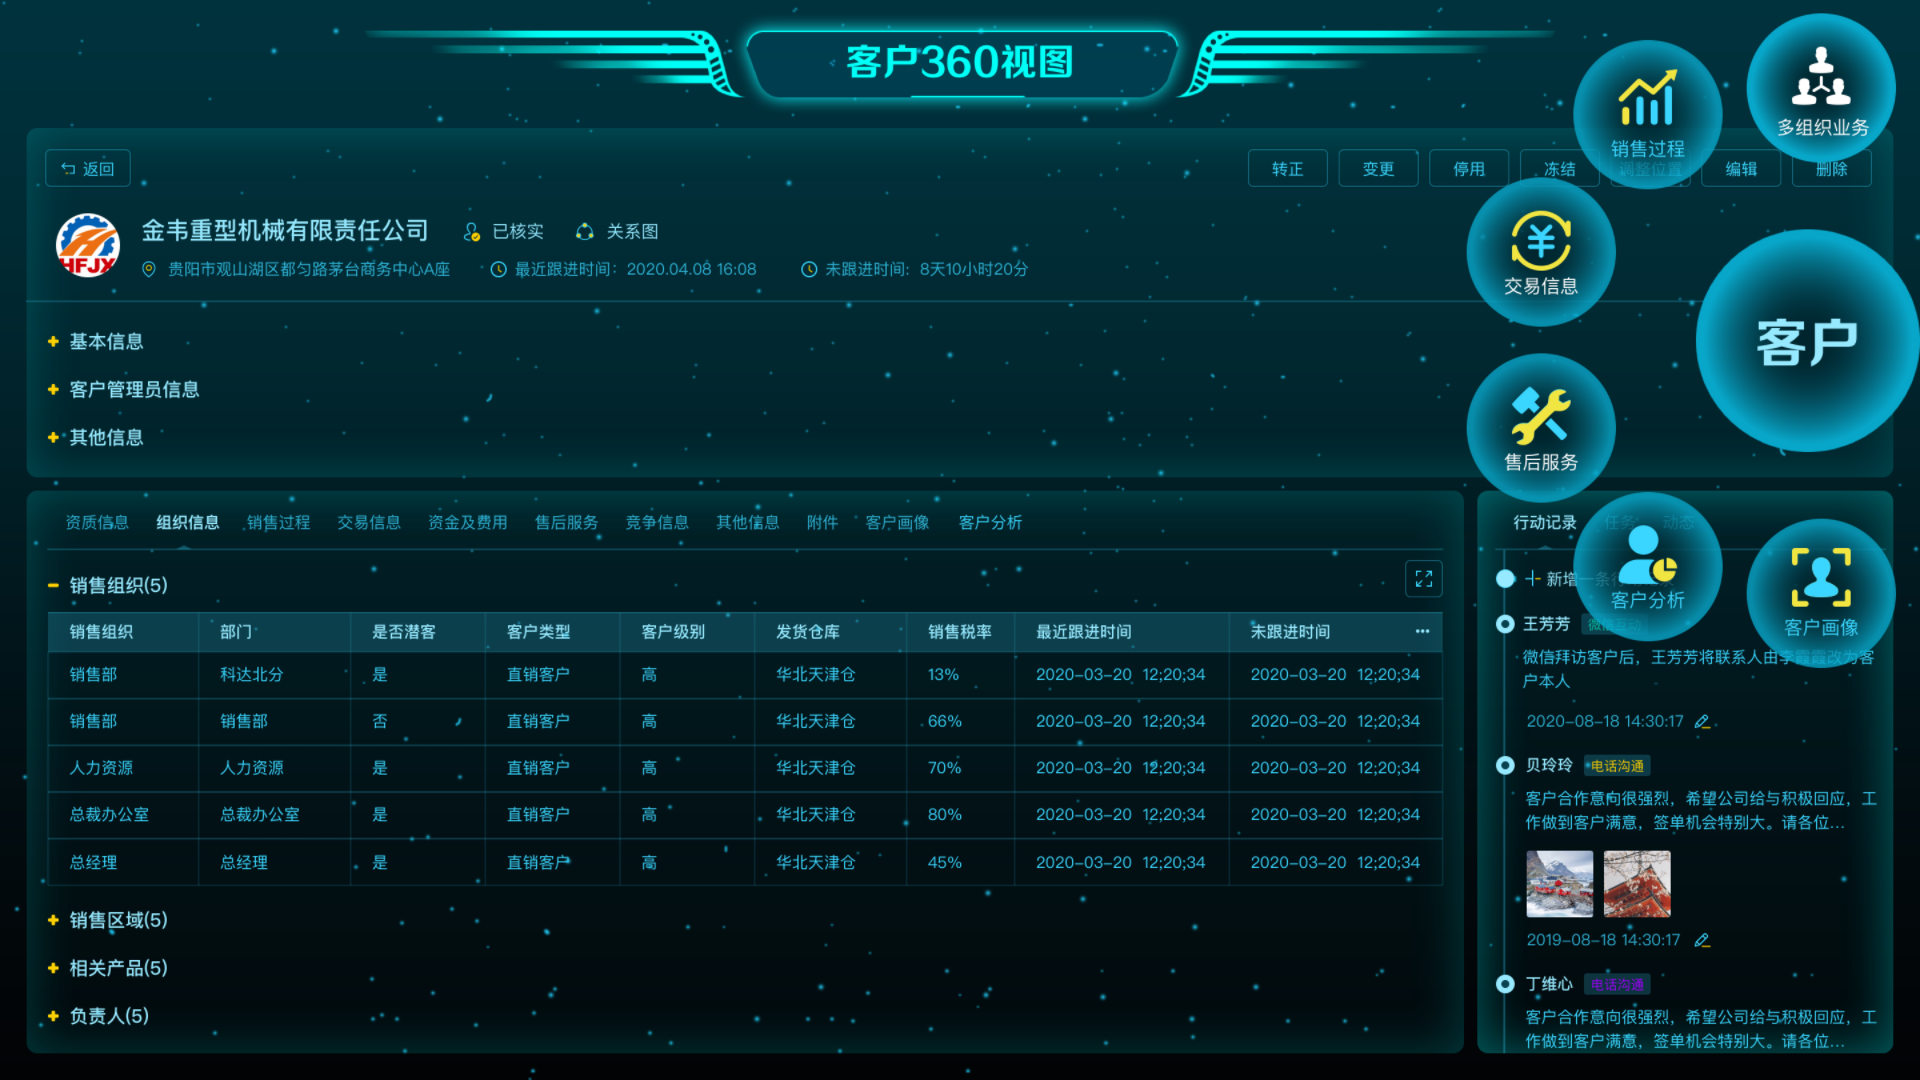 客户360视图
多组织业务
销售过程
返回
转正 变更 停用 冻结 调整位置 编辑 删除
HFJX
金韦重型机械有限责任公司 已核实 关系图
贵阳市观山湖区都匀路茅台商务中心A座 最近跟进时间：2020.04.08 16:08 未跟进时间：8天10小时20分
交易信息
客户
售后服务
基本信息
客户管理员信息
其他信息
资质信息 组织信息 销售过程 交易信息 资金及费用 售后服务 竞争信息 其他信息 附件 客户画像 客户分析
销售组织(5)
销售组织 部门 是否潜客 客户类型 客户级别 发货仓库 销售税率 最近跟进时间 未跟进时间 ...
销售部 科达北分 是 直销客户 高 华北天津仓 13% 2020-03-20 12;20;34 2020-03-20 12;20;34
销售部 销售部 否 直销客户 高 华北天津仓 66% 2020-03-20 12;20;34 2020-03-20 12;20;34
人力资源 人力资源 是 直销客户 高 华北天津仓 70% 2020-03-20 12;20;34 2020-03-20 12;20;34
总裁办公室 总裁办公室 是 直销客户 高 华北天津仓 80% 2020-03-20 12;20;34 2020-03-20 12;20;34
总经理 总经理 是 直销客户 高 华北天津仓 45% 2020-03-20 12;20;34 2020-03-20 12;20;34
销售区域(5)
相关产品(5)
负责人(5)
行动记录 任务 动态
新增一条行
客户分析
客户画像
王芳芳 微信互动
微信拜访客户后，王芳芳将联系人由李霞霞改为客
户本人
2020-08-18 14:30:17
贝玲玲 电话沟通
客户合作意向很强烈，希望公司给与积极回应，工
作做到客户满意，签单机会特别大。请各位...
2019-08-18 14:30:17
丁维心 电话沟通
客户合作意向很强烈，希望公司给与积极回应，工
作做到客户满意，签单机会特别大。请各位...